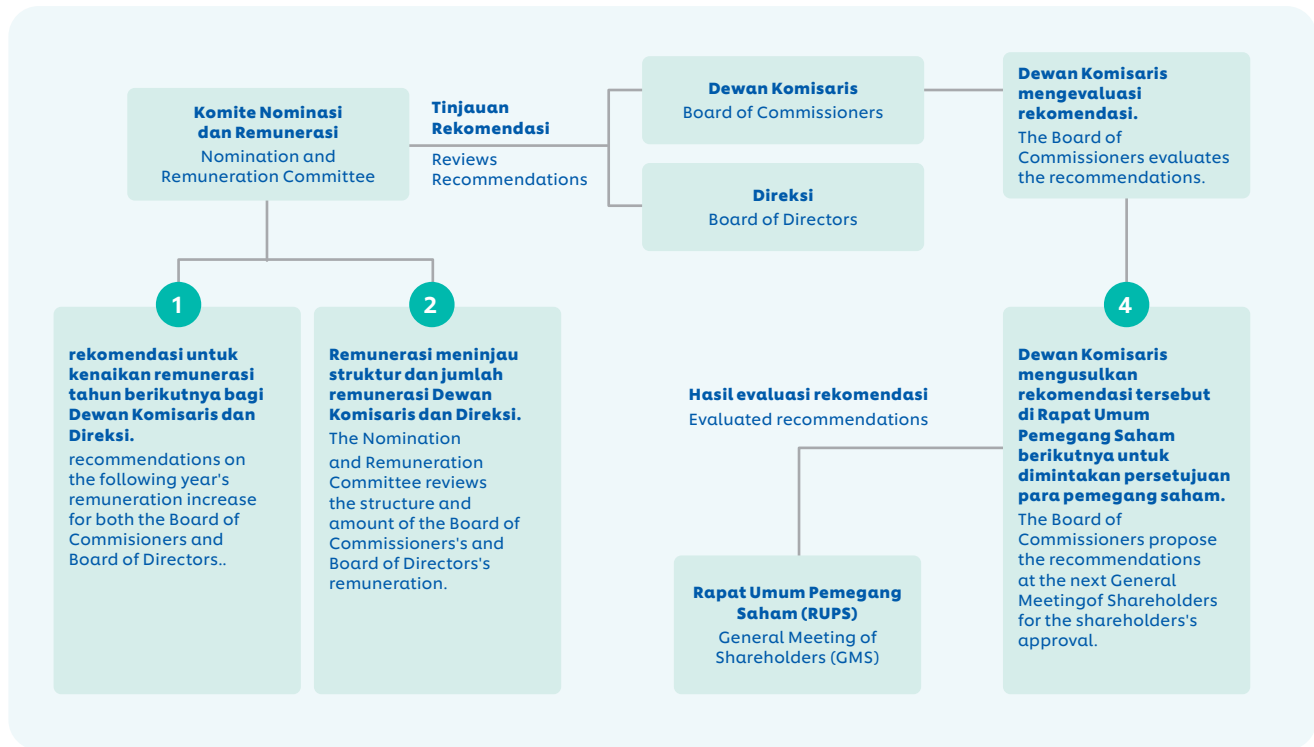 Komite Nominasi
dan Remunerasi
Nomination and
Remuneration Committee
Tinjauan
Rekomendasi
Reviews
Recommendations
Dewan Komisaris
Board of Commissioners
Direksi
Board of Directors
Dewan Komisaris
mengevaluasi
rekomendasi.
The Board of
Commissioners evaluates
the recommendations.
1
rekomendasi untuk
kenaikan remunerasi
tahun berikutnya bagi
Dewan Komisaris dan
Direksi.
recommendations on
the following year's
remuneration increase
for both the Board of
Commisioners and
Board of Directors..
2
Remunerasi meninjau
struktur dan jumlah
remunerasi Dewan
Komisaris dan Direksi.
The Nomination
and Remuneration
Committee reviews
the structure and
amount of the Board of
Commissioners's and
Board of Directors's
remuneration.
Hasil evaluasi rekomendasi
Evaluated recommendations
Rapat Umum Pemegang
Saham (RUPS)
General Meeting of
Shareholders (GMS)
4
Dewan Komisaris
mengusulkan
rekomendasi tersebut
di Rapat Umum
Pemegang Saham
berikutnya untuk
dimintakan persetujuan
para pemegang saham.
The Board of
Commissioners propose
the recommendations
at the next General
Meetingof Shareholders
for the shareholders's
approval.